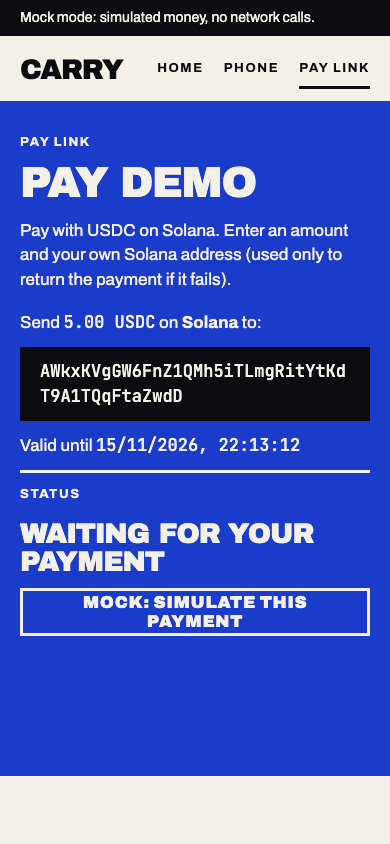 Mock mode: simulated money, no network calls.
CARRY HOME PHONE PAY LINK
PAY LINK
PAY DEMO
Pay with USDC on Solana. Enter an amount
and your own Solana address (used only to
return the payment if it fails).
Send 5.00 USDC on Solana to:
AWkxKVgGW6FnZ1QMh5iTLmgRitYtKd
T9A1TQqFtaZwdD
Valid until 15/11/2026, 22:13:12
STATUS
WAITING FOR YOUR
PAYMENT
MOCK: SIMULATE THIS
PAYMENT